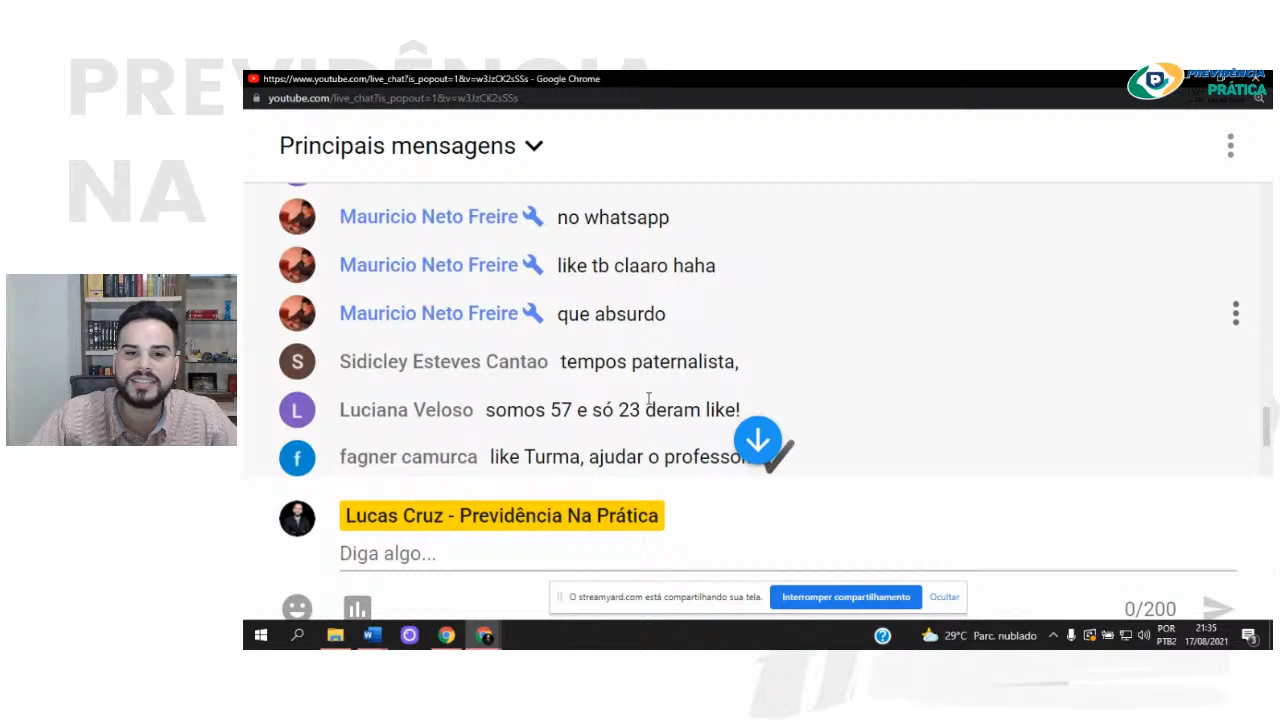 PREVIDÊNCIA
NA
https://www.youtube.com/live_chat?is_popout=1&v=w3JzCK2sSSs - Google Chrome
youtube.com/live_chat?is_popout=1&v=w3JzCK2sSSs
PREVIDÊNCIA
PRÁTICA
Principais mensagens
Mauricio Neto Freire no whatsapp
Mauricio Neto Freire like tb claaro haha
Mauricio Neto Freire que absurdo
S Sidicley Esteves Cantao tempos paternalista,
L Luciana Veloso somos 57 e só 23 deram like!
f fagner camurca like Turma, ajudar o professor
Lucas Cruz - Previdência Na Prática
Diga algo...
O streamyard.com está compartilhando sua tela. Interromper compartilhamento Ocultar
0/200
29°C Parc. nublado
POR
PTB2
21:35
17/08/2021
3